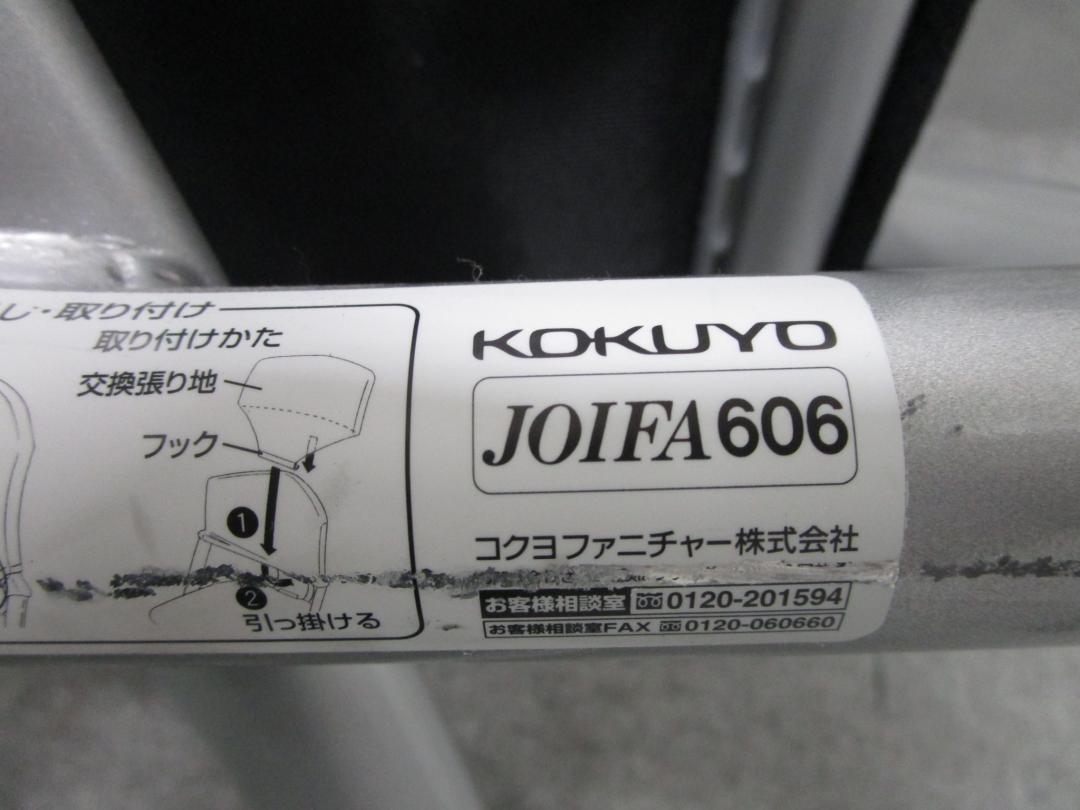 ・取り付け
取り付けかた
交換張り地
フック
1
2
引っ掛ける
KOKUYO
JOIFA606
コクヨファニチャー株式会社
お客様相談室 0120-201594
お客様相談室FAX 0120-060660